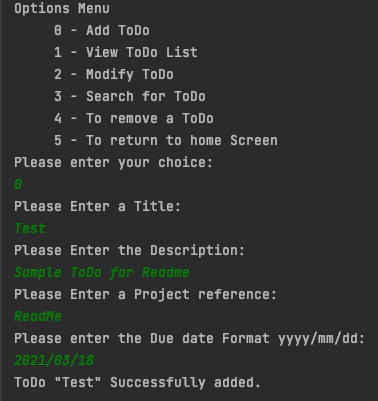 Options Menu
0 - Add ToDo
1 - View ToDo List
2 - Modify ToDo
3 - Search for ToDo
4 - To remove a ToDo
5 - To return to home Screen
Please enter your choice:
0
Please Enter a Title:
Test
Please Enter the Description:
Sample ToDo for Readme
Please Enter a Project reference:
ReadMe
Please enter the Due date Format yyyy/mm/dd:
2021/03/18
ToDo "Test" Successfully added.